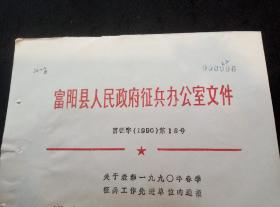 富阳县人民政府征兵办公室文件
富征字(1990)第18号
关于表彰一九九〇年春季
征兵工作先进单位的通报